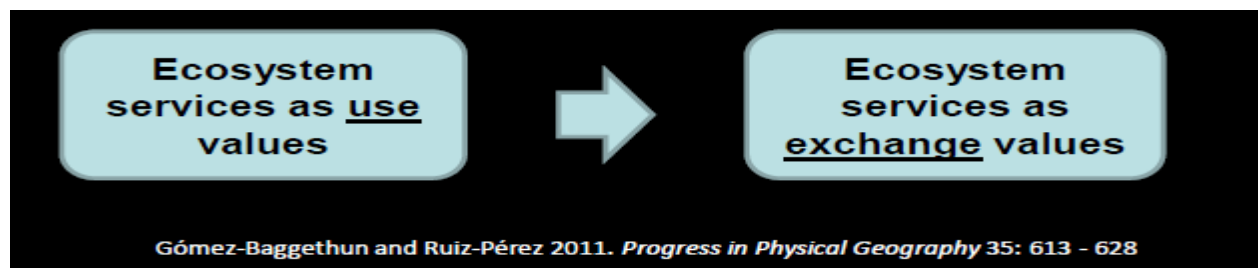 Ecosystem
services as use
values
Ecosystem
services as
exchange values
Gómez-Baggethun and Ruiz-Pérez 2011. Progress in Physical Geography 35: 613 - 628